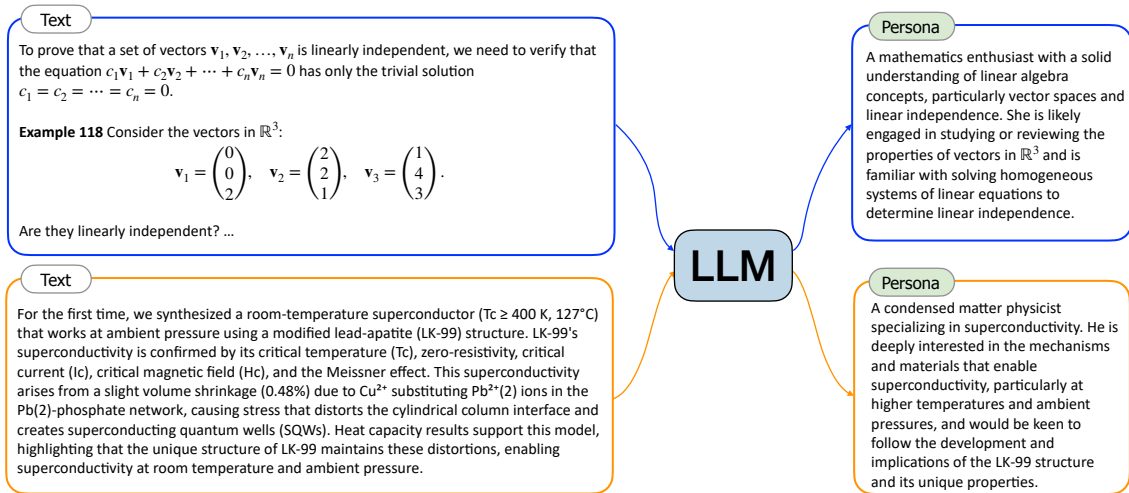 Text
To prove that a set of vectors v₁, v₂, …, vₙ is linearly independent, we need to verify that
the equation c₁v₁ + c₂v₂ + ⋯ + cₙvₙ = 0 has only the trivial solution
c₁ = c₂ = ⋯ = cₙ = 0.
Example 118 Consider the vectors in ℝ³:
v₁ = (0 0 2), v₂ = (2 2 1), v₃ = (1 4 3).
Are they linearly independent? ...
Text
For the first time, we synthesized a room-temperature superconductor (Tc ≥ 400 K, 127°C)
that works at ambient pressure using a modified lead-apatite (LK-99) structure. LK-99's
superconductivity is confirmed by its critical temperature (Tc), zero-resistivity, critical
current (Ic), critical magnetic field (Hc), and the Meissner effect. This superconductivity
arises from a slight volume shrinkage (0.48%) due to Cu²⁺ substituting Pb²⁺(2) ions in the
Pb(2)-phosphate network, causing stress that distorts the cylindrical column interface and
creates superconducting quantum wells (SQWs). Heat capacity results support this model,
highlighting that the unique structure of LK-99 maintains these distortions, enabling
superconductivity at room temperature and ambient pressure.
LLM
Persona
A mathematics enthusiast with a solid
understanding of linear algebra
concepts, particularly vector spaces and
linear independence. She is likely
engaged in studying or reviewing the
properties of vectors in ℝ³ and is
familiar with solving homogeneous
systems of linear equations to
determine linear independence.
Persona
A condensed matter physicist
specializing in superconductivity. He is
deeply interested in the mechanisms
and materials that enable
superconductivity, particularly at
higher temperatures and ambient
pressures, and would be keen to
follow the development and
implications of the LK-99 structure
and its unique properties.